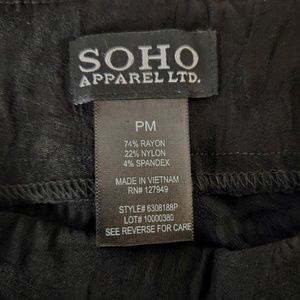 SOHO
APPAREL LTD.
PM
74% RAYON
22% NYLON
4% SPANDEX
MADE IN VIETNAM
RN# 127949
STYLE# 6308188P
LOT# 10000380
SEE REVERSE FOR CARE